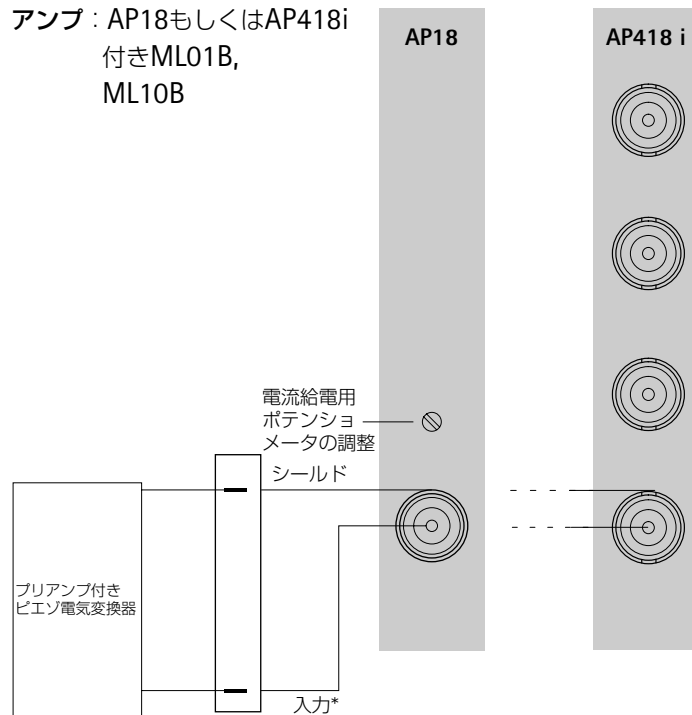 アンプ：AP18もしくはAP418i
付きML01B,
ML10B
AP18
AP418 i
電流給電用
ポテンショ
メータの調整
シールド
プリアンプ付き
ピエゾ電気変換器
入力*